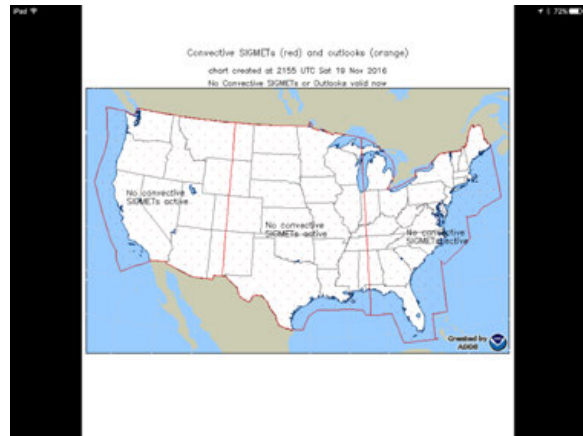 iPad
72%
Convective SIGMETs (red) and outlooks (orange)
chart created at 2155 UTC Sat 19 Nov 2016
No Convective SIGMETs or Outlooks valid now
No convective
SIGMETs active
No convective
SIGMETs active
No convective
SIGMETs active
Created by
ADDS